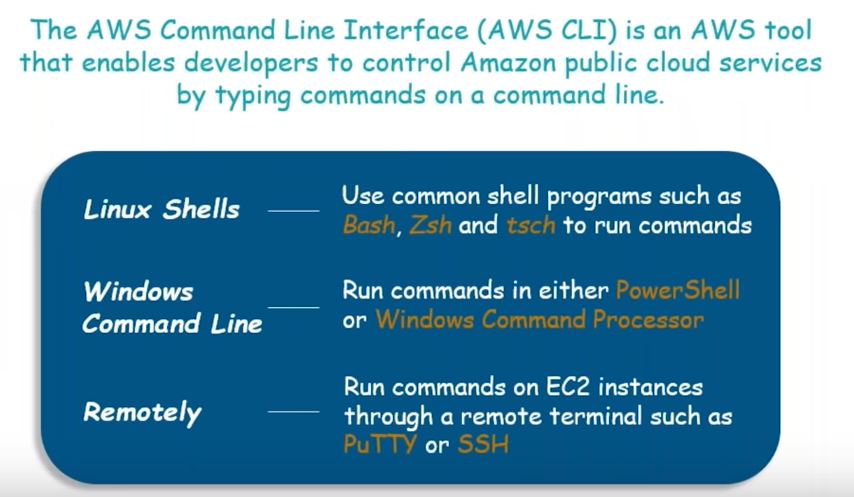 The AWS Command Line Interface (AWS CLI) is an AWS tool
that enables developers to control Amazon public cloud services
by typing commands on a command line.
Linux Shells
Use common shell programs such as
Bash, Zsh and tsch to run commands
Windows
Command Line
Run commands in either PowerShell
or Windows Command Processor
Remotely
Run commands on EC2 instances
through a remote terminal such as
PuTTY or SSH